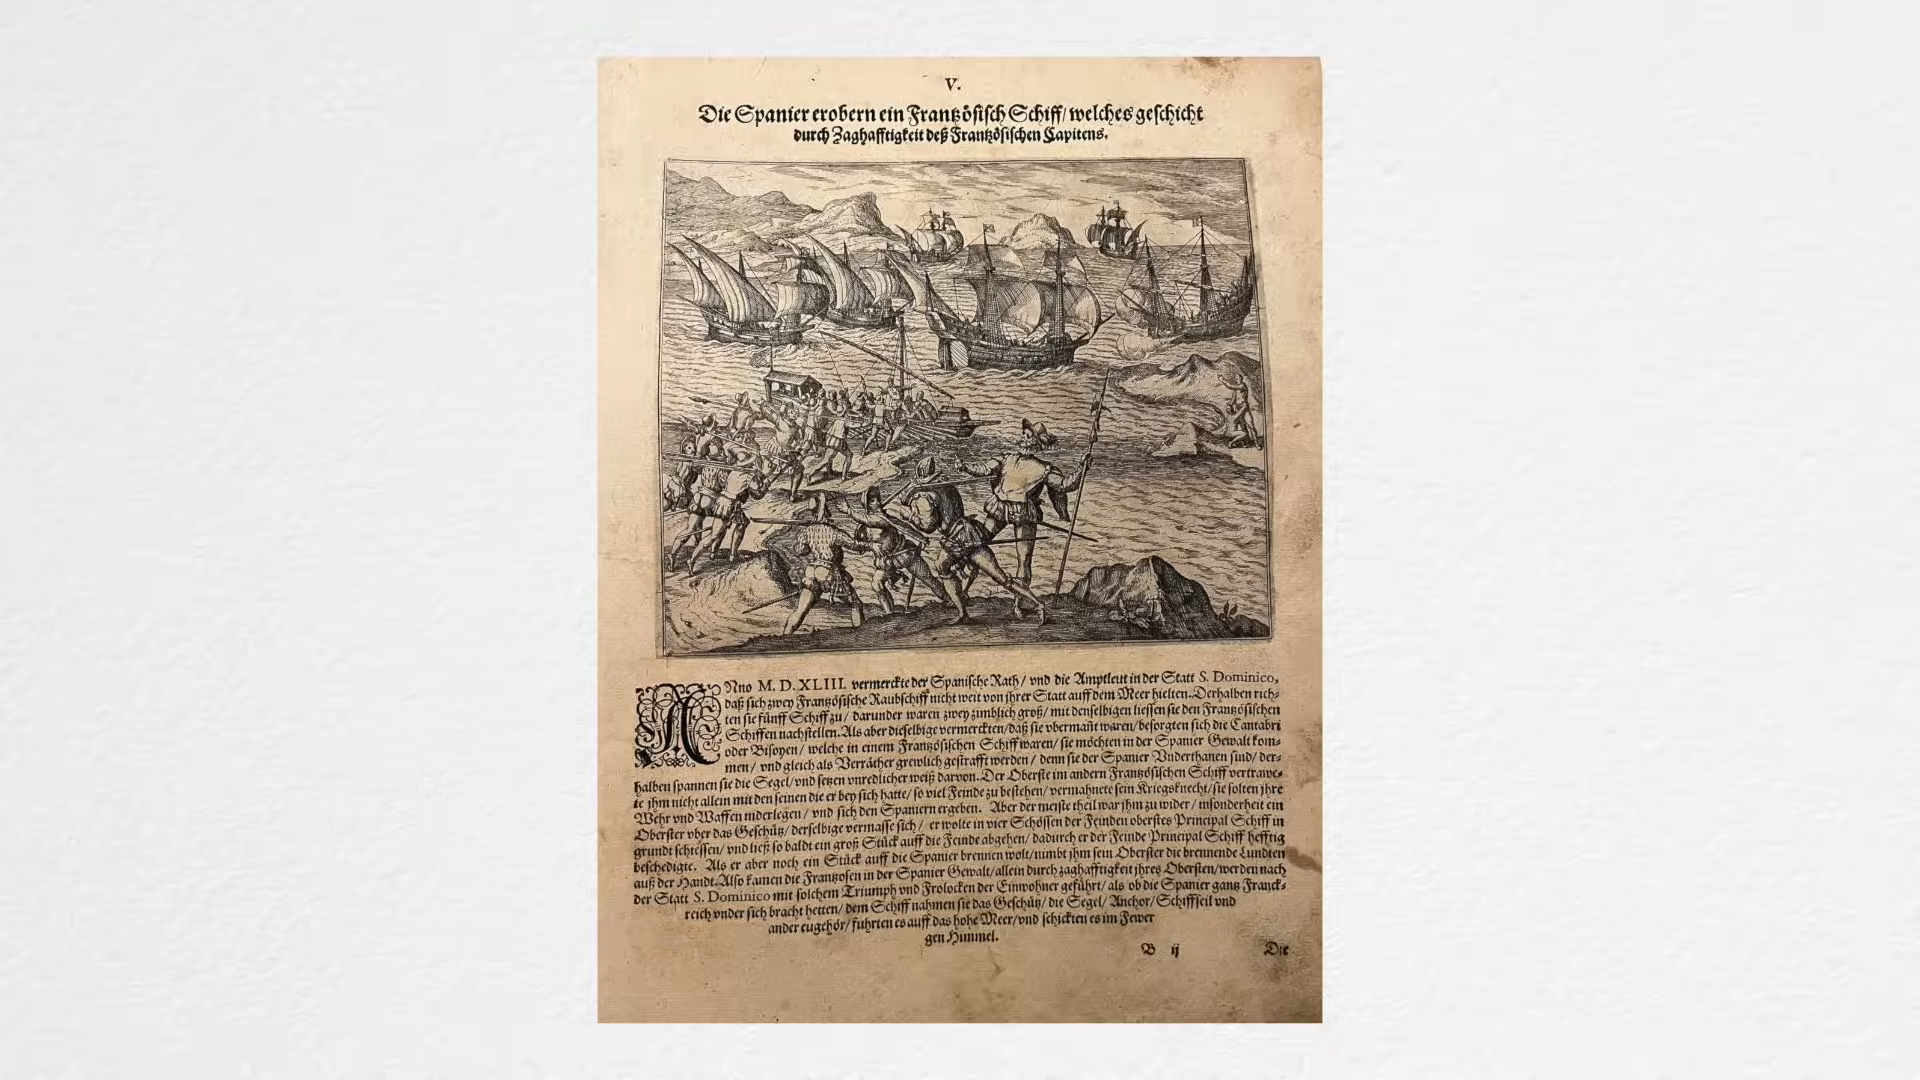 V.
Die Spanier erobern ein Frantzösisch Schiff/ welches geschicht
durch Zaghafftigkeit deß Frantzösischen Capitens.
ANno M. D. XLIII. vermerckte der Spanische Rath/ vnd die Amptleut in der Statt S. Dominico,
daß sich zwey Frantzösische Raubschiff nicht weit von jhrer Statt auff dem Meer hielten. Derhalben rich-
ten sie fünff Schiff zu/ darunder waren zwey zimblich groß/ mit denselbigen liessen sie den Frantzösischen
Schiffen nachstellen. Als aber dieselbige vermerckten/ daß sie vbermañt waren/ besorgten sich die Cantabri
oder Bisoyen/ welche in einem Frantzösischen Schiff waren/ sie möchten in der Spanier Gewalt kom-
men/ vnd gleich als Verräther grewlich gestrafft werden/ denn sie der Spanier Vnderthanen sind/ der-
halben spannen sie die Segel/ vnd setzen vnredlicher weiß darvon. Der Oberste im andern Frantzösischen Schiff vertrawe-
te jhm nicht allein mit den seinen die er bey sich hatte/ so viel Feinde zu bestehen/ vermahnete sein Kriegsknecht/ sie solten jhre
Wehr vnd Waffen niderlegen/ vnd sich den Spaniern ergeben. Aber der meiste theil war jhm zu wider/ insonderheit ein
Oberster vber das Geschütz/ derselbige vermasse sich/ er wolte in vier Schössen der Feinden oberstes Principal Schiff in
grundt schiessen/ vnd ließ so baldt ein groß Stück auff die Feinde abgehen/ dadurch er der Feinde Principal Schiff hefftig
beschedigte. Als er aber noch ein Stück auff die Spanier brennen wolt/ nimbt jhm sein Oberster die brennende Lundten
auß der Handt. Also kamen die Frantzosen in der Spanier Gewalt/ allein durch zaghafftigkeit jhres Obersten/ werden nach
der Statt S. Dominico mit solchem Triumph vnd Frolocken der Einwohner geführt/ als ob die Spanier gantz Franck-
reich vnder sich bracht hetten/ dem Schiff nahmen sie das Geschütz/ die Segel/ Anchor/ Schiffseil vnd
ander zugehör/ führten es auff das hohe Meer/ vnd schickten es im Fewer
gen Himmel.
B ij Die